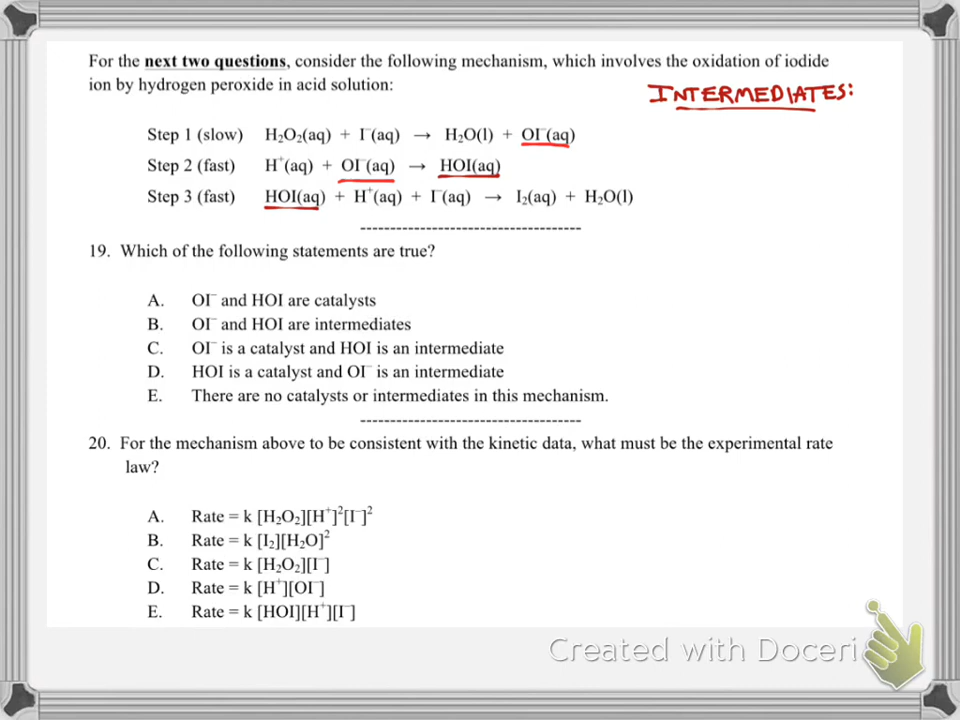 For the next two questions, consider the following mechanism, which involves the oxidation of iodide
ion by hydrogen peroxide in acid solution:
INTERMEDIATES:
Step 1 (slow) H₂O₂(aq) + I⁻(aq) → H₂O(l) + OI⁻(aq)
Step 2 (fast) H⁺(aq) + OI⁻(aq) → HOI(aq)
Step 3 (fast) HOI(aq) + H⁺(aq) + I⁻(aq) → I₂(aq) + H₂O(l)
-------------------------------------
19. Which of the following statements are true?
A. OI⁻ and HOI are catalysts
B. OI⁻ and HOI are intermediates
C. OI⁻ is a catalyst and HOI is an intermediate
D. HOI is a catalyst and OI⁻ is an intermediate
E. There are no catalysts or intermediates in this mechanism.
-------------------------------------
20. For the mechanism above to be consistent with the kinetic data, what must be the experimental rate
law?
A. Rate = k [H₂O₂][H⁺]²[I⁻]²
B. Rate = k [I₂][H₂O]²
C. Rate = k [H₂O₂][I⁻]
D. Rate = k [H⁺][OI⁻]
E. Rate = k [HOI][H⁺][I⁻]
Created with Doceri